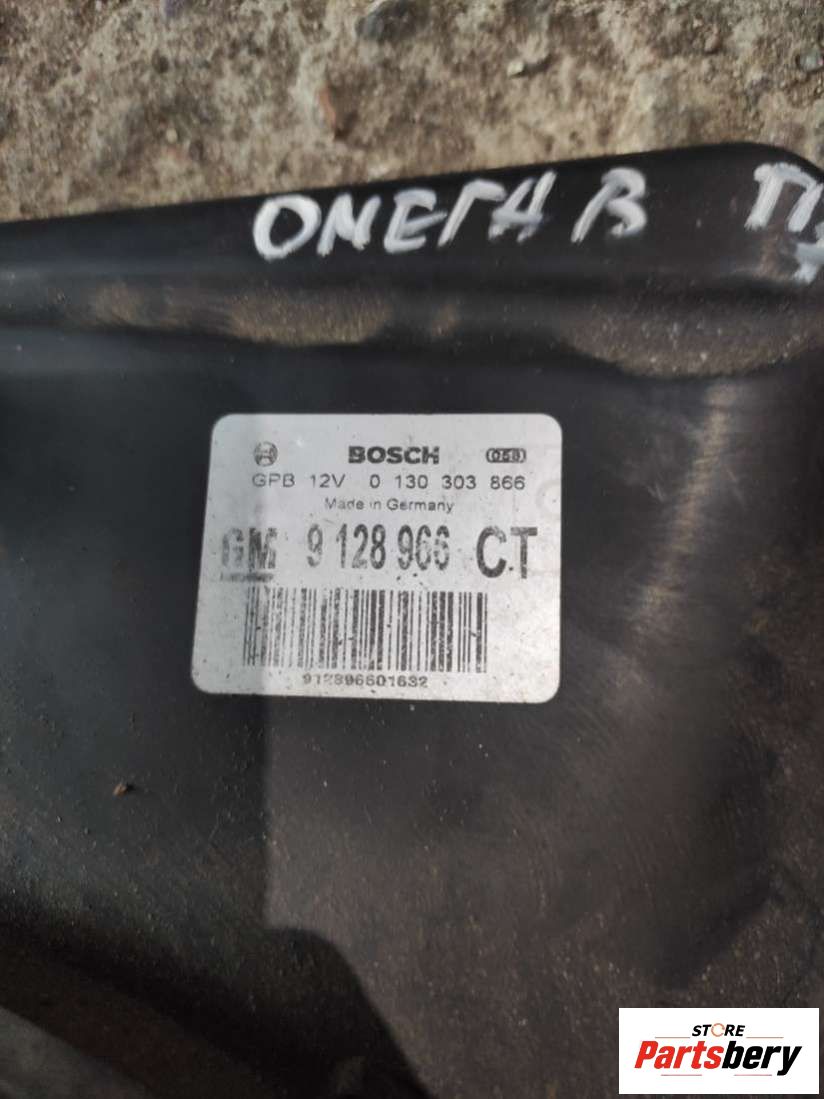 ОМЕГА В
BOSCH
GPB 12V 0 130 303 866
Made in Germany
GM 9 128 966 CT
912896601632
STORE
Partsbery